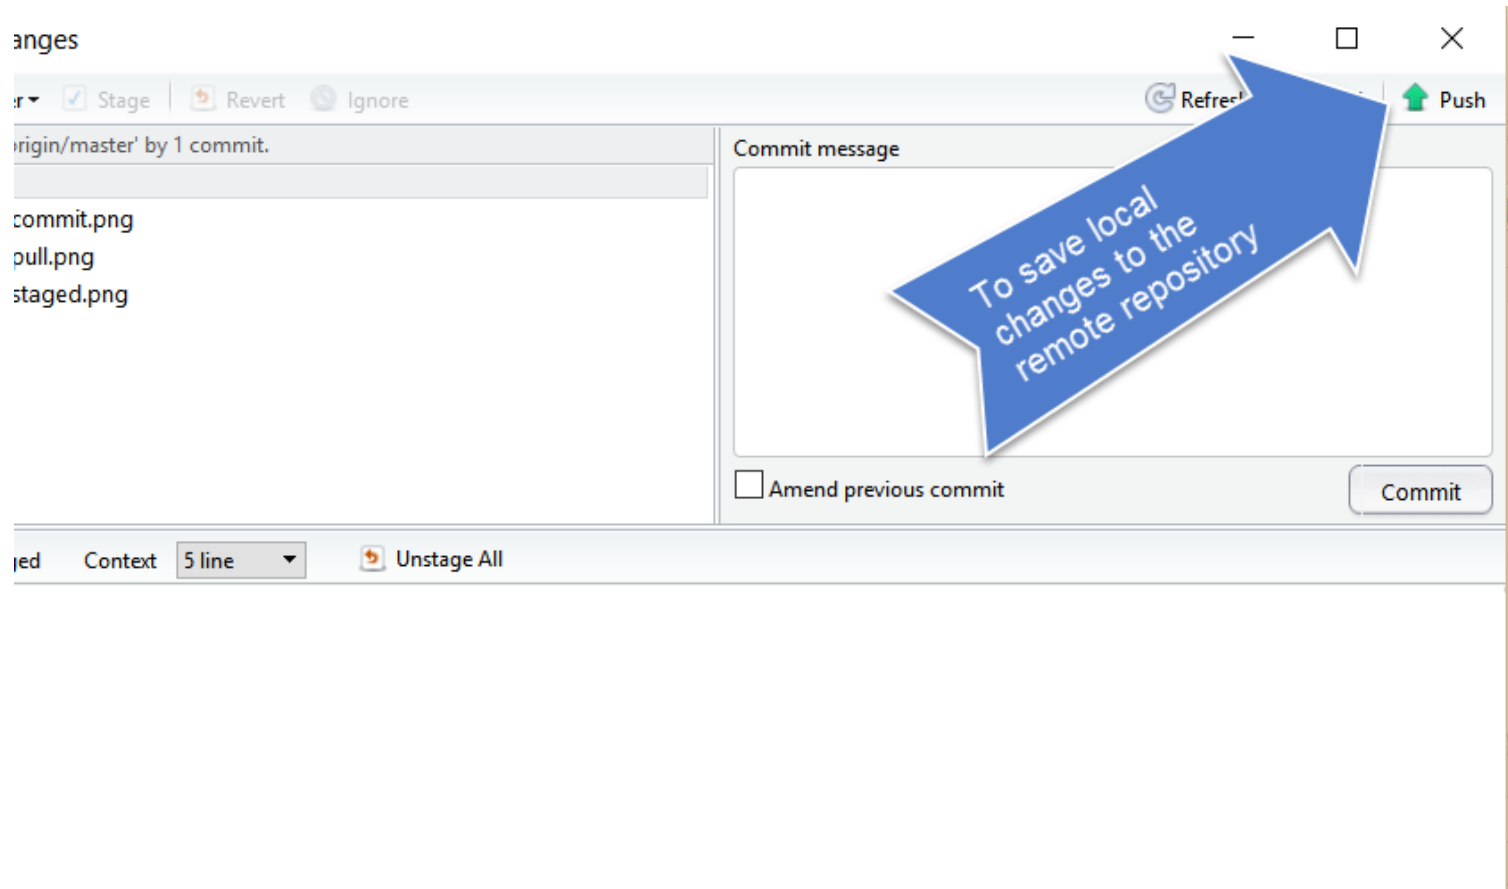 anges
Stage Revert Ignore Push
origin/master' by 1 commit.
Commit message
commit.png
pull.png
staged.png
To save local
changes to the
remote repository
Amend previous commit
Commit
Context 5 line Unstage All